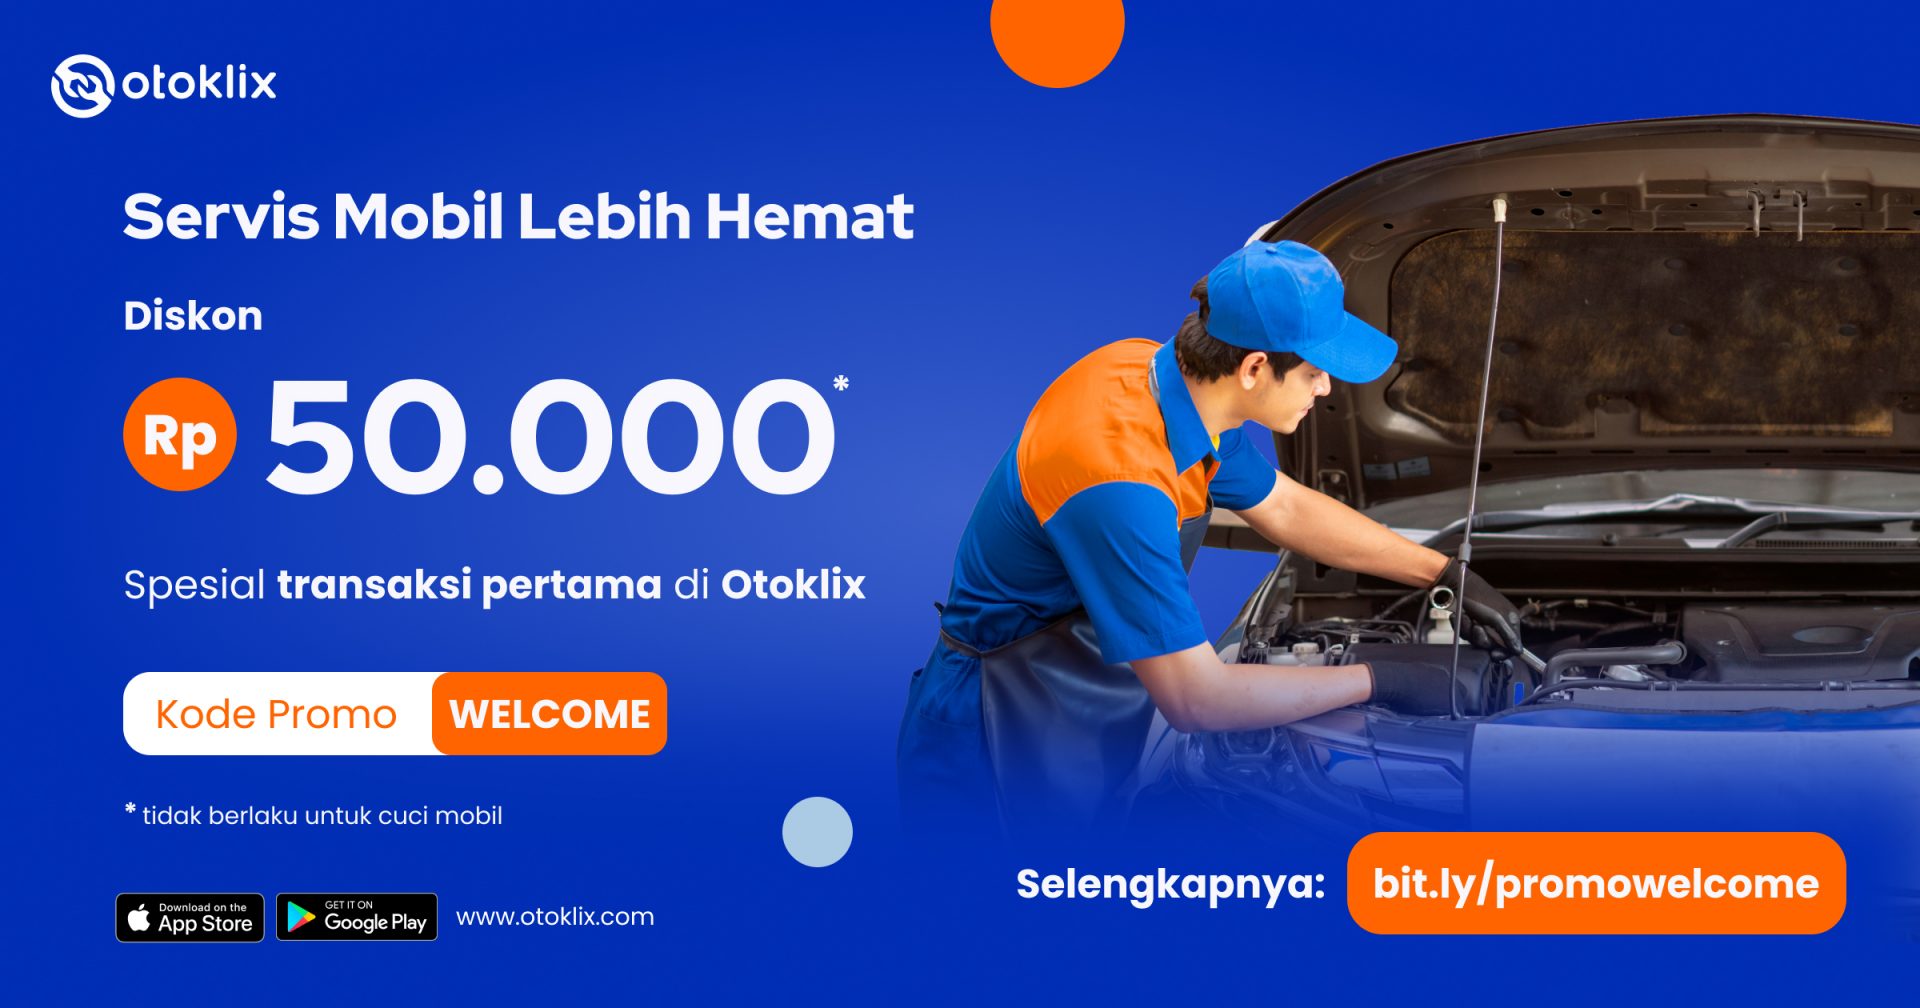 otoklix
Servis Mobil Lebih Hemat
Diskon
Rp 50.000*
Spesial transaksi pertama di Otoklix
Kode Promo WELCOME
* tidak berlaku untuk cuci mobil
Download on the
App Store
GET IT ON
Google Play
www.otoklix.com
Selengkapnya: bit.ly/promowelcome